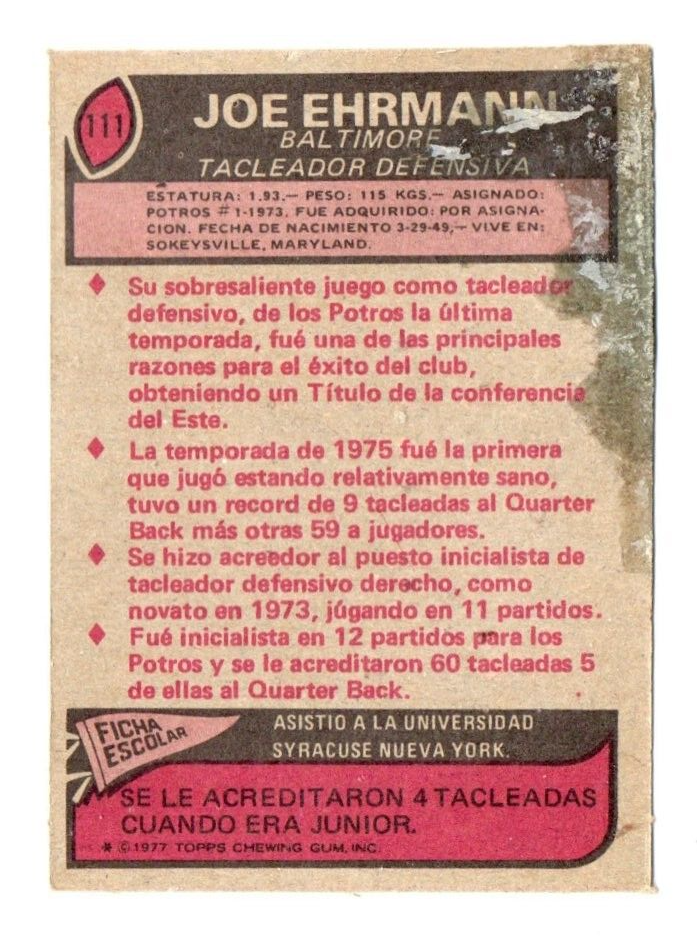 111
JOE EHRMANN
BALTIMORE
TACLEADOR DEFENSIVA
ESTATURA: 1.93.— PESO: 115 KGS.— ASIGNADO:
POTROS #1-1973. FUE ADQUIRIDO: POR ASIGNA-
CION. FECHA DE NACIMIENTO 3-29-49,— VIVE EN:
SOKEYSVILLE, MARYLAND.
Su sobresaliente juego como tacleador
defensivo, de los Potros la última
temporada, fué una de las principales
razones para el éxito del club,
obteniendo un Título de la conferencia
del Este.
La temporada de 1975 fué la primera
que jugó estando relativamente sano,
tuvo un record de 9 tacleadas al Quarter
Back más otras 59 a jugadores.
Se hizo acreedor al puesto inicialista de
tacleador defensivo derecho, como
novato en 1973, júgando en 11 partidos.
Fué inicialista en 12 partidos para los
Potros y se le acreditaron 60 tacleadas 5
de ellas al Quarter Back.
FICHA
ESCOLAR
ASISTIO A LA UNIVERSIDAD
SYRACUSE NUEVA YORK.
SE LE ACREDITARON 4 TACLEADAS
CUANDO ERA JUNIOR.
* ©1977 TOPPS CHEWING GUM, INC.